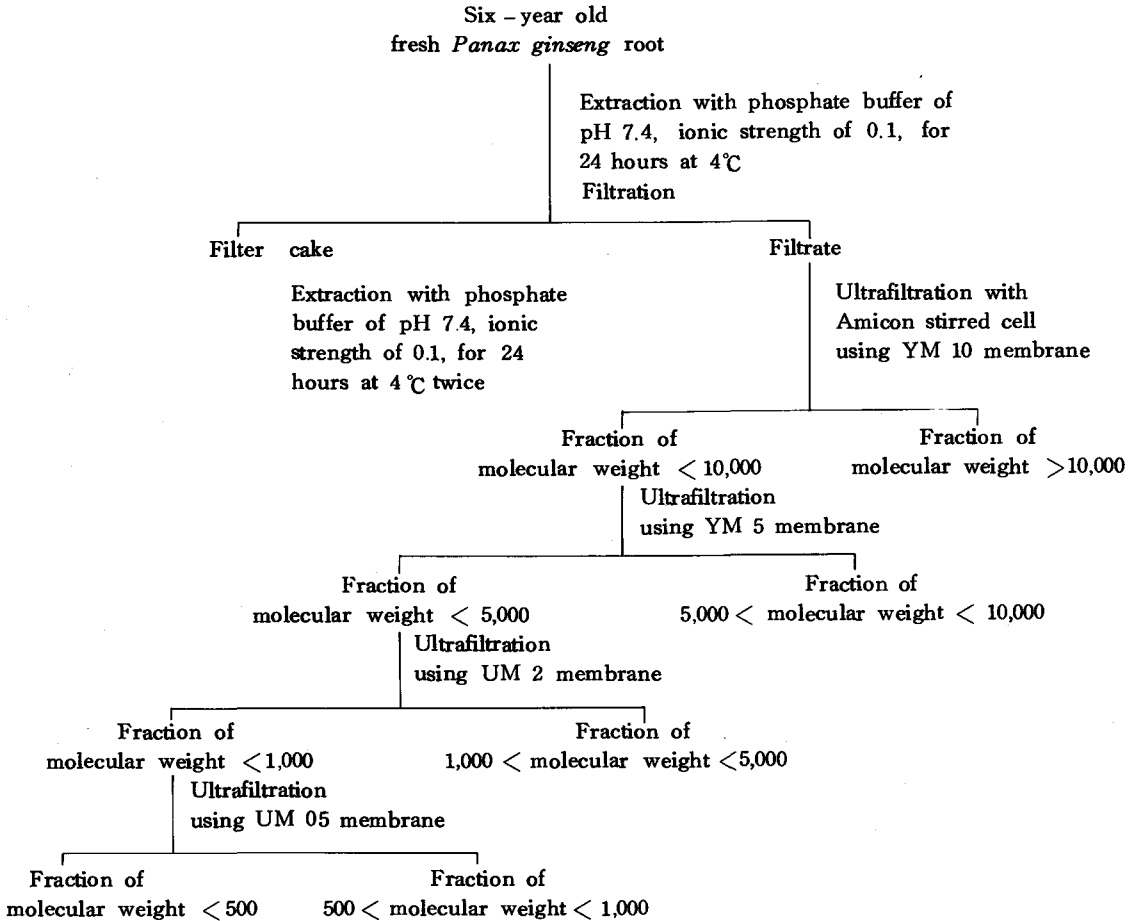 Six – year old
fresh Panax ginseng root
Extraction with phosphate buffer of
pH 7.4, ionic strength of 0.1, for
24 hours at 4℃
Filtration
Filter cake
Filtrate
Extraction with phosphate
buffer of pH 7.4, ionic
strength of 0.1, for 24
hours at 4 ℃ twice
Ultrafiltration with
Amicon stirred cell
using YM 10 membrane
Fraction of
molecular weight < 10,000
Fraction of
molecular weight >10,000
Ultrafiltration
using YM 5 membrane
Fraction of
molecular weight < 5,000
Fraction of
5,000 < molecular weight < 10,000
Ultrafiltration
using UM 2 membrane
Fraction of
molecular weight <1,000
Fraction of
1,000 < molecular weight <5,000
Ultrafiltration
using UM 05 membrane
Fraction of
molecular weight <500
Fraction of
500 < molecular weight < 1,000